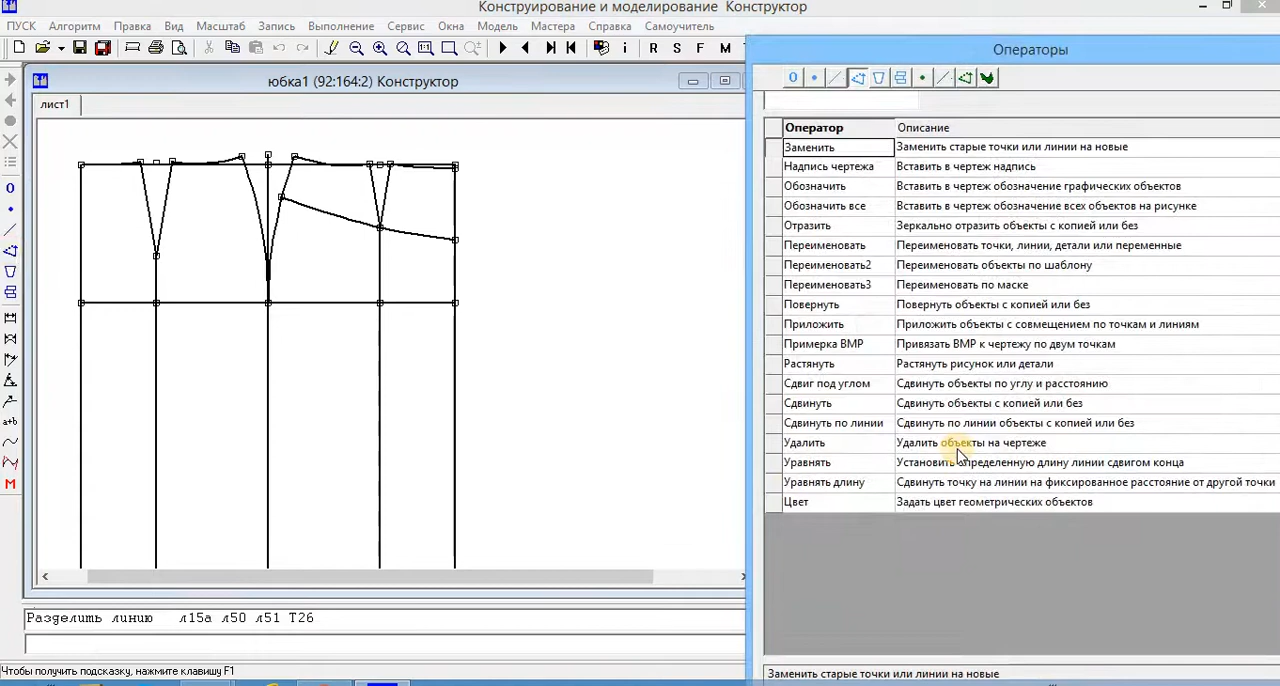 Конструирование и моделирование Конструктор
ПУСК Алгоритм Правка Вид Масштаб Запись Выполнение Сервис Окна Модель Мастера Справка Самоучитель
1:1 i R S F M
Операторы
юбка1 (92:164:2) Конструктор
лист1
Оператор Описание
Заменить Заменить старые точки или линии на новые
Надпись чертежа Вставить в чертеж надпись
Обозначить Вставить в чертеж обозначение графических объектов
Обозначить все Вставить в чертеж обозначение всех объектов на рисунке
Отразить Зеркально отразить объекты с копией или без
Переименовать Переименовать точки, линии, детали или переменные
Переименовать2 Переименовать объекты по шаблону
Переименовать3 Переименовать по маске
Повернуть Повернуть объекты с копией или без
Приложить Приложить объекты с совмещением по точкам и линиям
Примерка BMP Привязать BMP к чертежу по двум точкам
Растянуть Растянуть рисунок или детали
Сдвиг под углом Сдвинуть объекты по углу и расстоянию
Сдвинуть Сдвинуть объекты с копией или без
Сдвинуть по линии Сдвинуть по линии объекты с копией или без
Удалить Удалить объекты на чертеже
Уравнять Установить определенную длину линии сдвигом конца
Уравнять длину Сдвинуть точку на линии на фиксированное расстояние от другой точки
Цвет Задать цвет геометрических объектов
a+b
M
Разделить линию л15а л50 л51 Т26
Чтобы получить подсказку, нажмите клавишу F1
Заменить старые точки или линии на новые